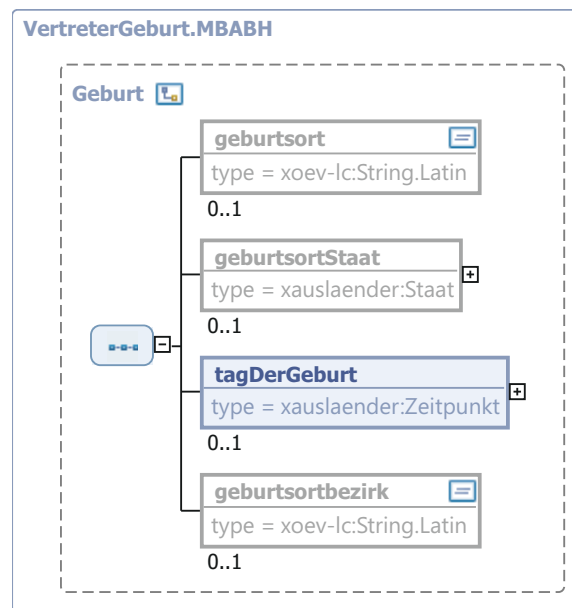 VertreterGeburt.MBABH
Geburt
geburtsort
type = xoev-lc:String.Latin
0..1
geburtsortStaat
type = xauslaender:Staat
0..1
tagDerGeburt
type = xauslaender:Zeitpunkt
0..1
geburtsortbezirk
type = xoev-lc:String.Latin
0..1